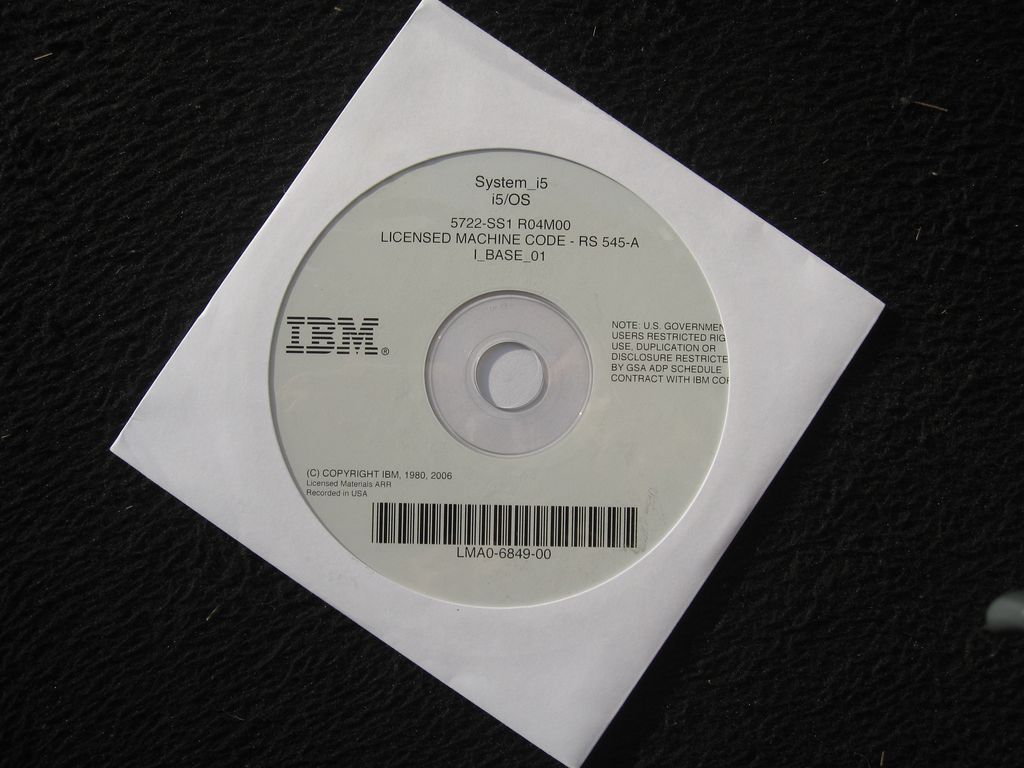 System_i5
i5/OS
5722-SS1 R04M00
LICENSED MACHINE CODE - RS 545-A
I_BASE_01
IBM®
NOTE: U.S. GOVERNMEN
USERS RESTRICTED RIG
USE, DUPLICATION OR
DISCLOSURE RESTRICTE
BY GSA ADP SCHEDULE
CONTRACT WITH IBM COR
(C) COPYRIGHT IBM, 1980, 2006
Licensed Materials ARR
Recorded in USA
LMA0-6849-00